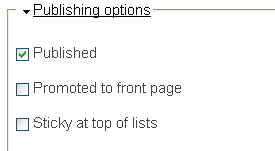 Publishing options
Published
Promoted to front page
Sticky at top of lists